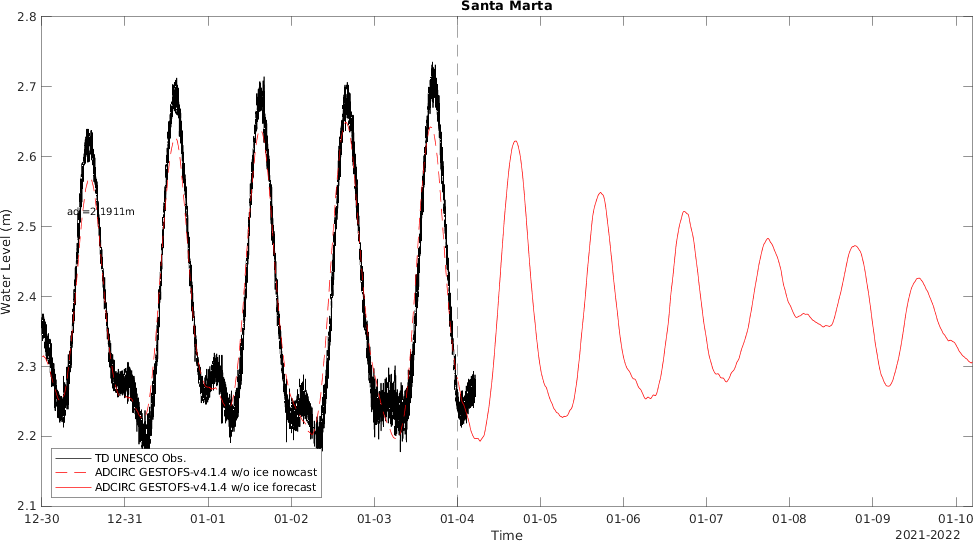 Santa Marta
2.8
2.7
2.6
2.5
2.4
2.3
2.2
2.1
Water Level (m)
TD UNESCO Obs.
ADCIRC GESTOFS-v4.1.4 w/o ice nowcast
ADCIRC GESTOFS-v4.1.4 w/o ice forecast
12-30 12-31 01-01 01-02 01-03 01-04 01-05 01-06 01-07 01-08 01-09 01-10
Time
2021-2022